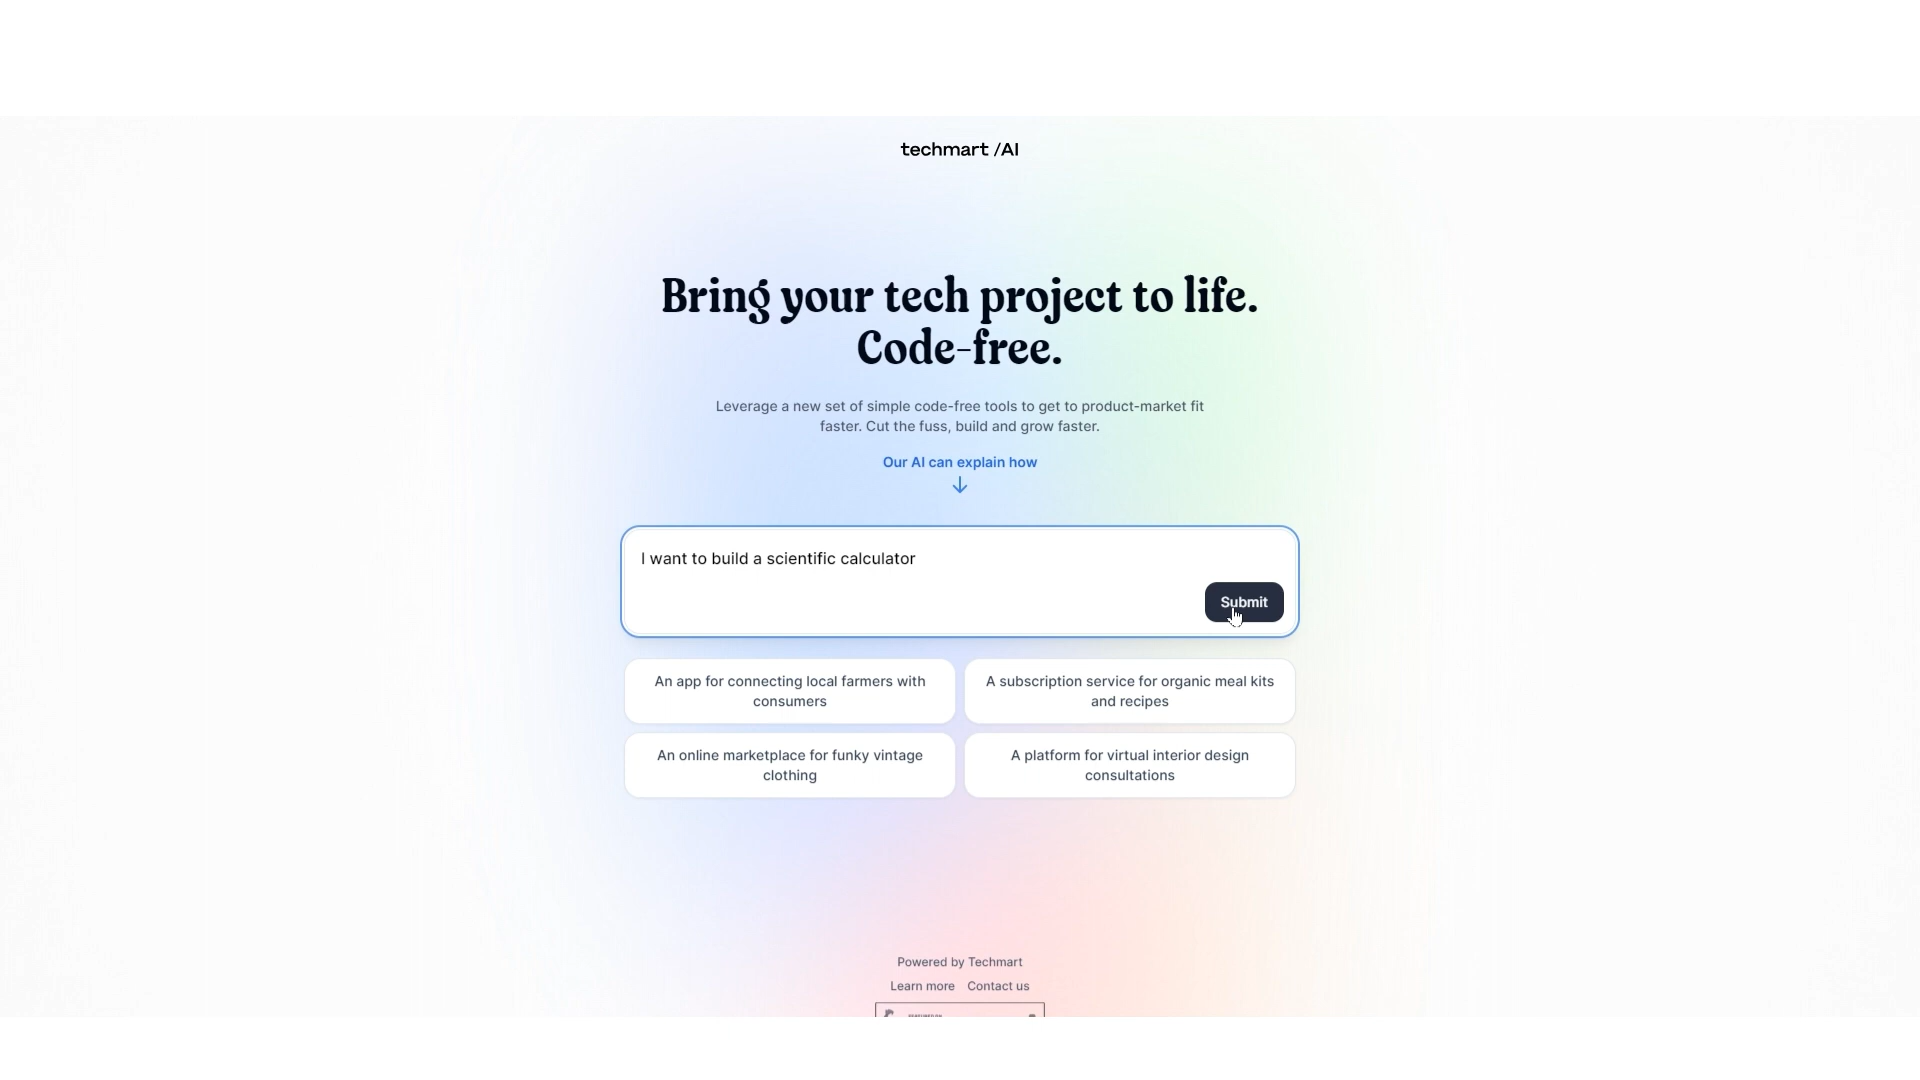 techmart /AI
Bring your tech project to life.
Code-free.
Leverage a new set of simple code-free tools to get to product-market fit
faster. Cut the fuss, build and grow faster.
Our AI can explain how
I want to build a scientific calculator
Submit
An app for connecting local farmers with
consumers
A subscription service for organic meal kits
and recipes
An online marketplace for funky vintage
clothing
A platform for virtual interior design
consultations
Powered by Techmart
Learn more Contact us